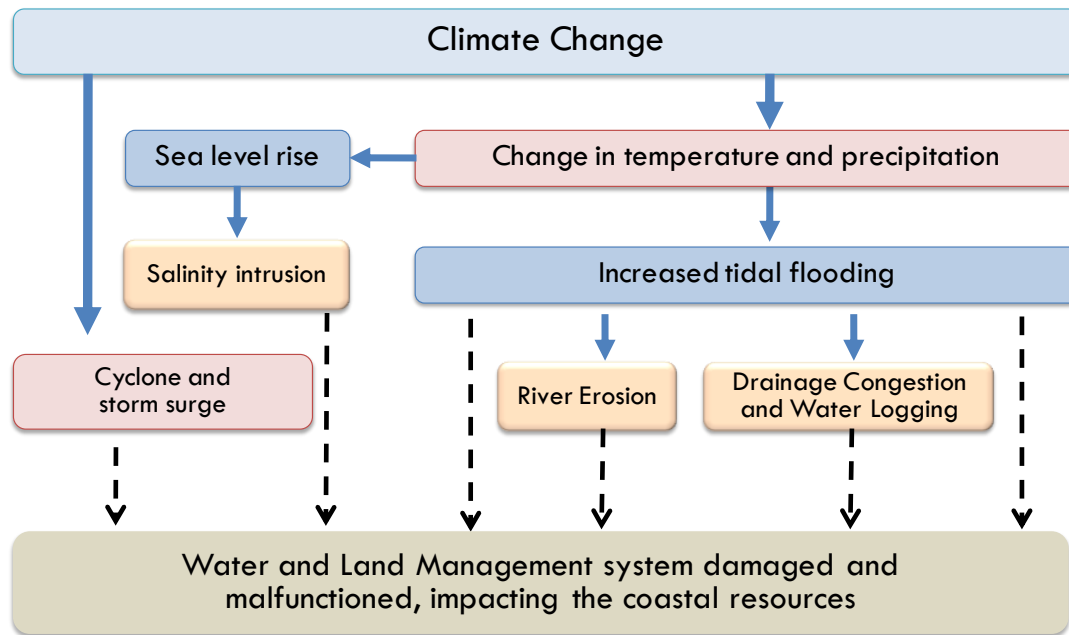 Climate Change
Sea level rise
Change in temperature and precipitation
Salinity intrusion
Increased tidal flooding
Cyclone and
storm surge
River Erosion
Drainage Congestion
and Water Logging
Water and Land Management system damaged and
malfunctioned, impacting the coastal resources